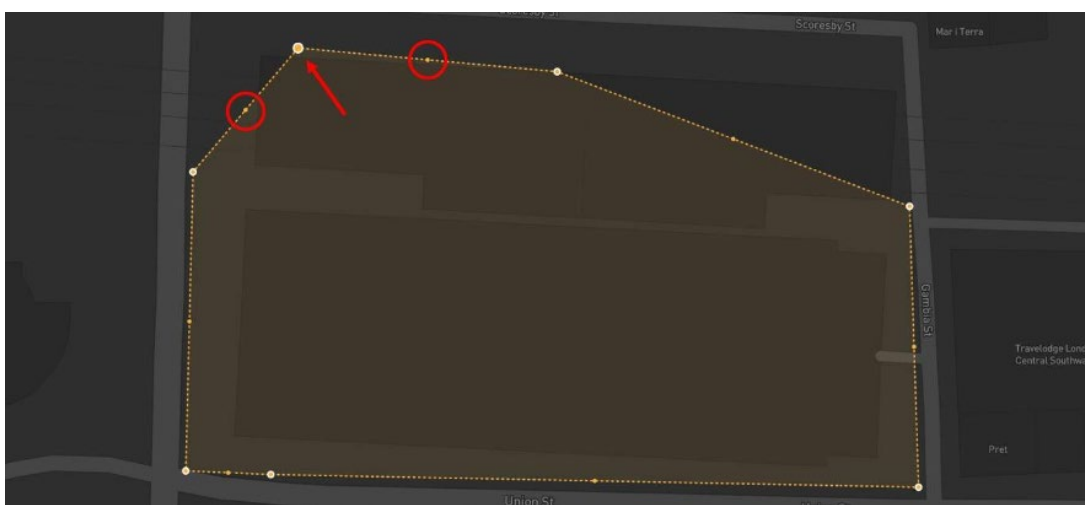 Scoresby St
Scoresby St
Mar i Terra
Gambia St
Travelodge Lond
Central Southwa
Pret
Union St